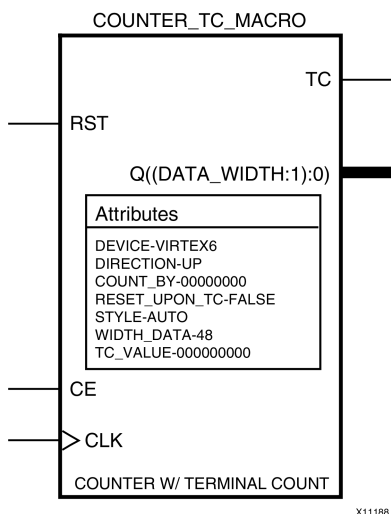 COUNTER_TC_MACRO
TC
RST
Q((DATA_WIDTH:1):0)
Attributes
DEVICE-VIRTEX6
DIRECTION-UP
COUNT_BY-00000000
RESET_UPON_TC-FALSE
STYLE-AUTO
WIDTH_DATA-48
TC_VALUE-000000000
CE
CLK
COUNTER W/ TERMINAL COUNT
X11188